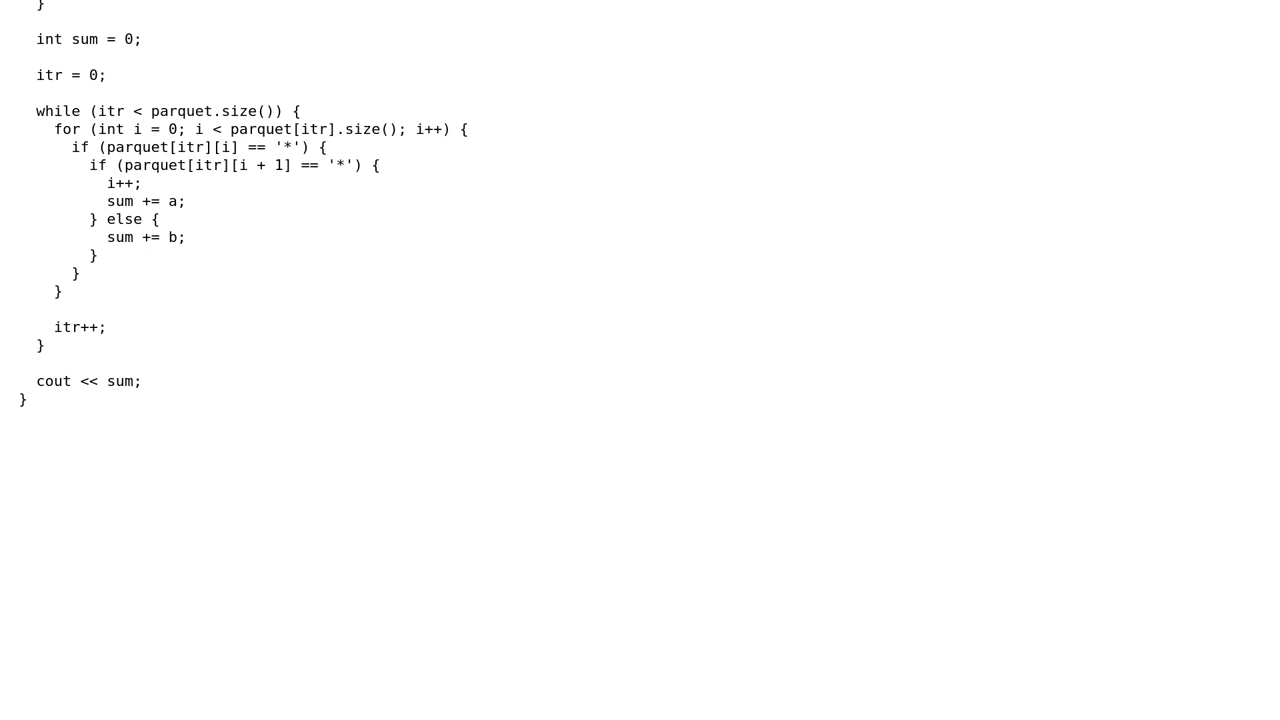 }
int sum = 0;
itr = 0;
while (itr < parquet.size()) {
for (int i = 0; i < parquet[itr].size(); i++) {
if (parquet[itr][i] == '*') {
if (parquet[itr][i + 1] == '*') {
i++;
sum += a;
} else {
sum += b;
}
}
}
itr++;
}
cout << sum;
}